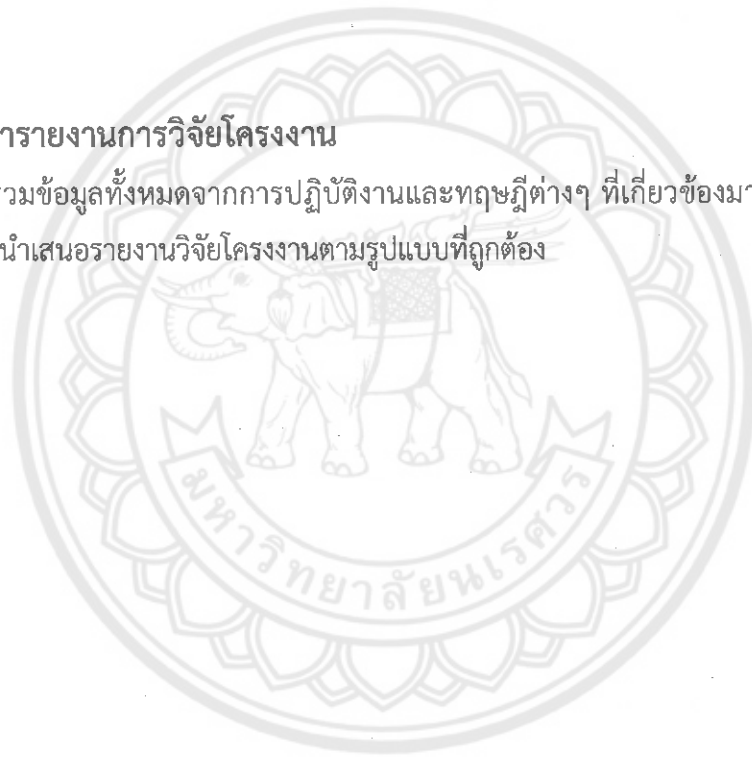 ารายงานการวิจัยโครงงาน
รวมข้อมูลทั้งหมดจากการปฏิบัติงานและทฤษฎีต่างๆ ที่เกี่ยวข้องมา
นำเสนอรายงานวิจัยโครงงานตามรูปแบบที่ถูกต้อง
มหาวิทยาลัยนเรศวร